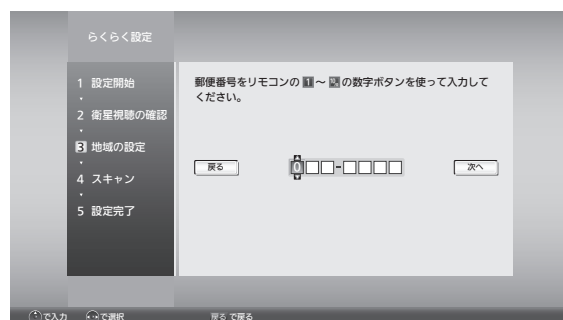 らくらく設定
1 設定開始
2 衛星視聴の確認
3 地域の設定
4 スキャン
5 設定完了
郵便番号をリモコンの 1 ～ の数字ボタンを使って入力して
ください。
戻る
0 -
次へ
で入力 で選択 戻る で戻る